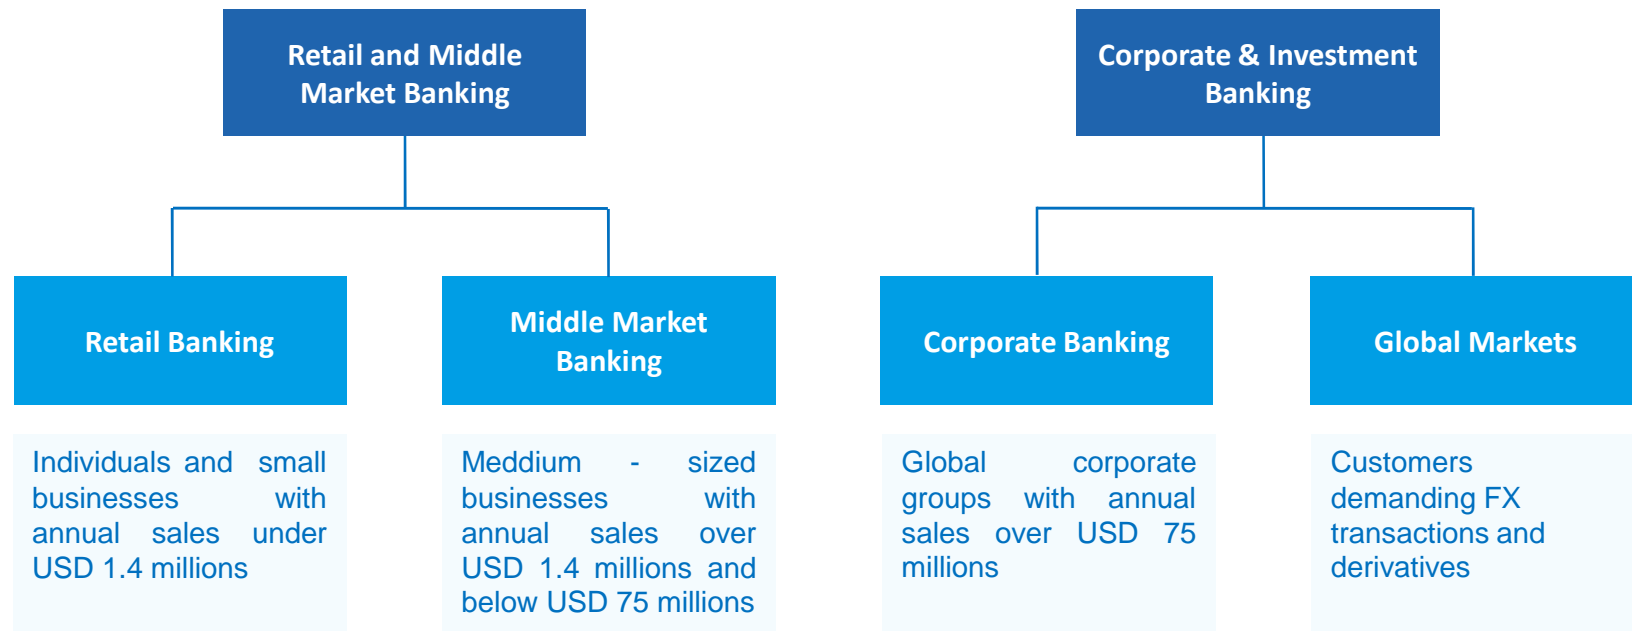 Retail and Middle
Market Banking
Corporate & Investment
Banking
Retail Banking
Middle Market
Banking
Corporate Banking
Global Markets
Individuals and small
businesses with
annual sales under
USD 1.4 millions
Meddium - sized
businesses with
annual sales over
USD 1.4 millions and
below USD 75 millions
Global corporate
groups with annual
sales over USD 75
millions
Customers
demanding FX
transactions and
derivatives